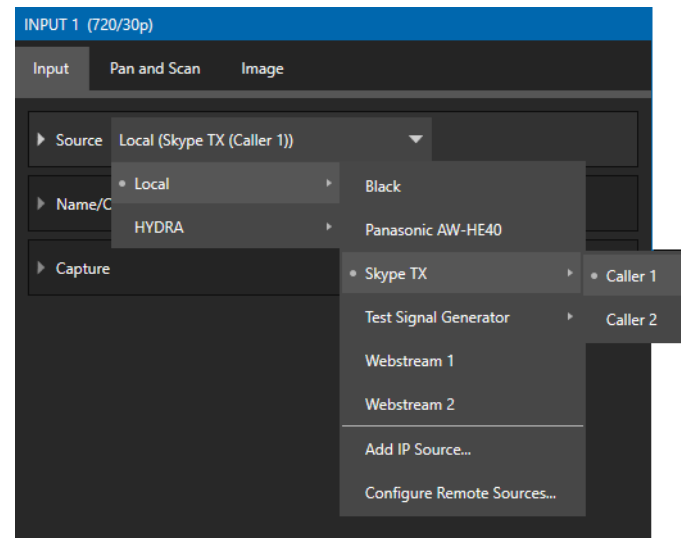 INPUT 1 (720/30p)
Input Pan and Scan Image
Source Local (Skype TX (Caller 1))
Local
Black
Name/C
HYDRA
Panasonic AW-HE40
Capture
Skype TX
Caller 1
Test Signal Generator
Caller 2
Webstream 1
Webstream 2
Add IP Source...
Configure Remote Sources...